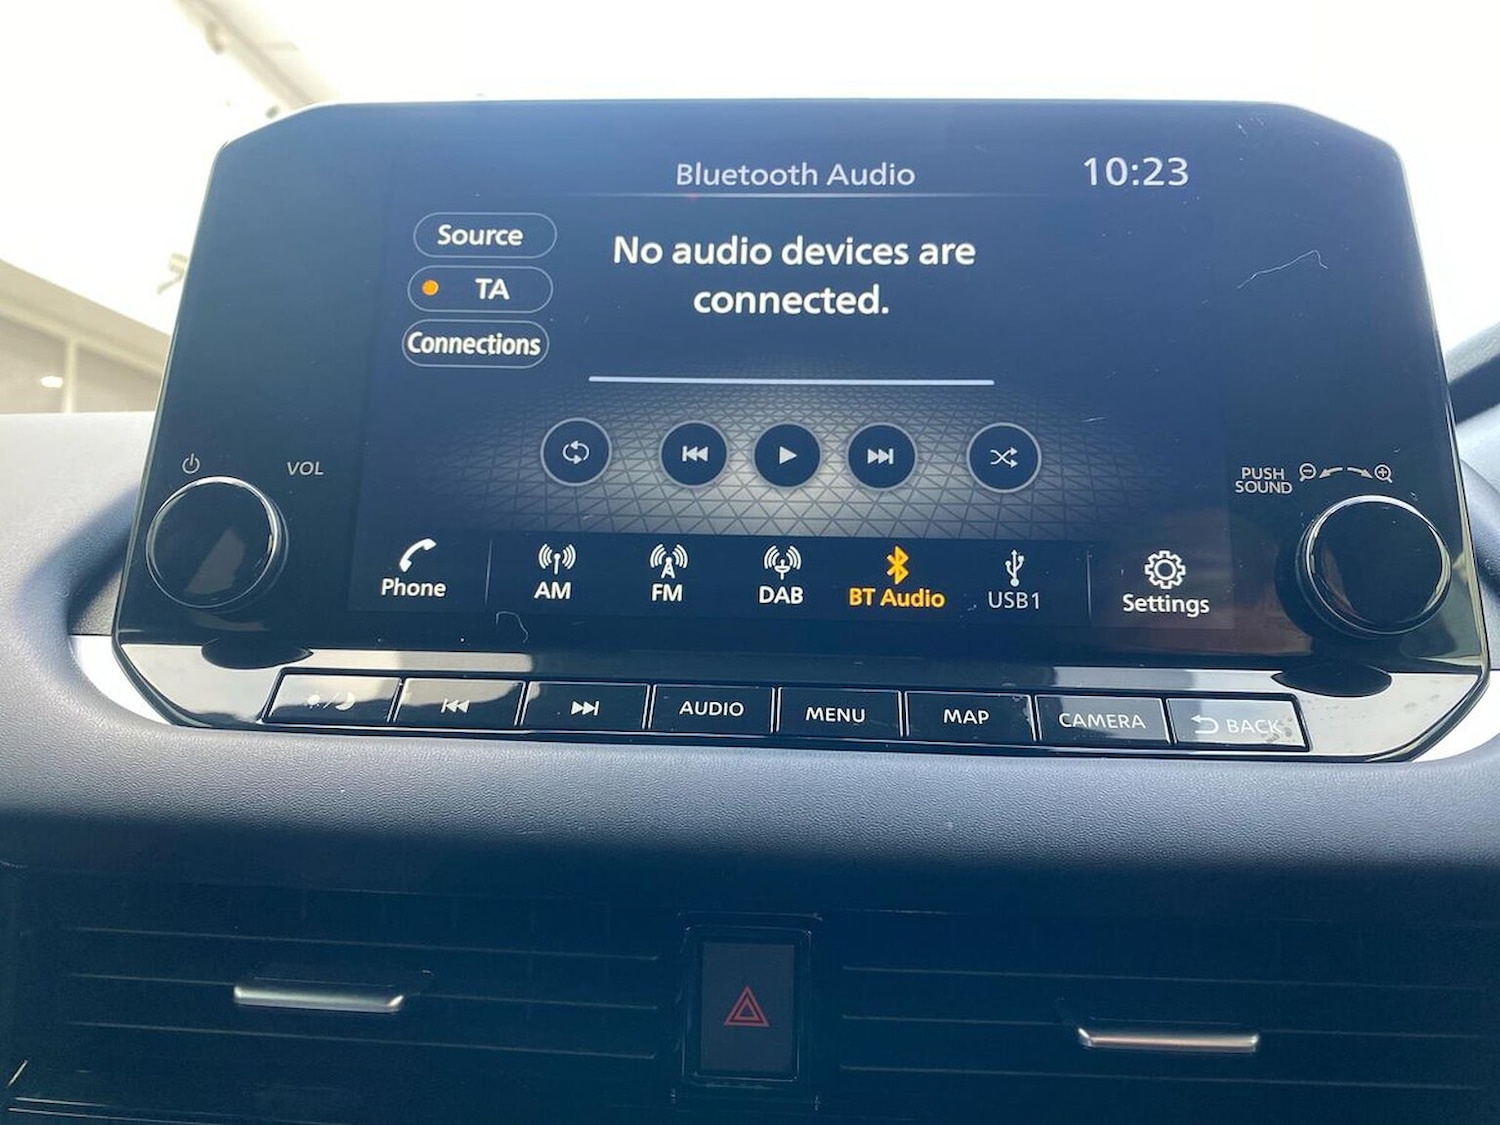 Bluetooth Audio
10:23
Source
No audio devices are
connected.
TA
Connections
VOL
PUSH
SOUND
Phone
AM
FM
DAB
BT Audio
USB1
Settings
AUDIO
MENU
MAP
CAMERA
BACK